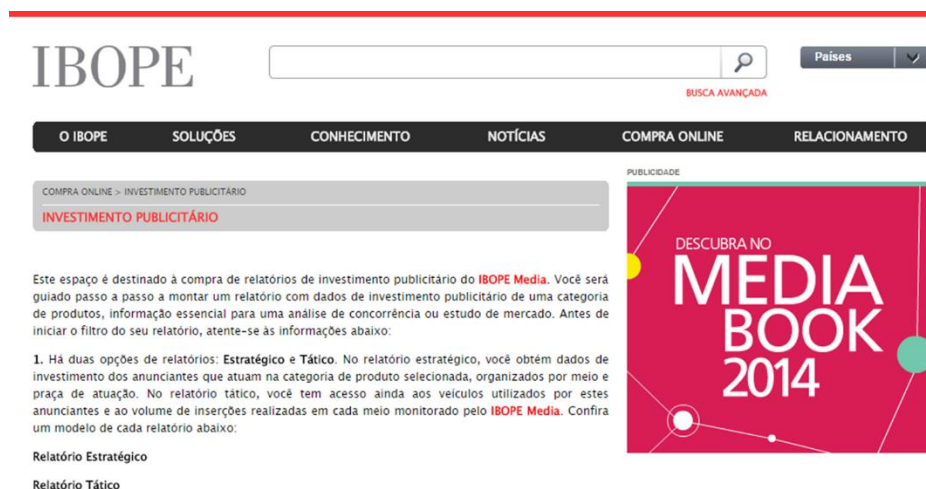 IBOPE
Países
BUSCA AVANÇADA
O IBOPE SOLUÇÕES CONHECIMENTO NOTÍCIAS COMPRA ONLINE RELACIONAMENTO
COMPRA ONLINE > INVESTIMENTO PUBLICITÁRIO
INVESTIMENTO PUBLICITÁRIO
Este espaço é destinado à compra de relatórios de investimento publicitário do IBOPE Media. Você será
guiado passo a passo a montar um relatório com dados de investimento publicitário de uma categoria
de produtos, informação essencial para uma análise de concorrência ou estudo de mercado. Antes de
iniciar o filtro do seu relatório, atente-se às informações abaixo:
1. Há duas opções de relatórios: Estratégico e Tático. No relatório estratégico, você obtém dados de
investimento dos anunciantes que atuam na categoria de produto selecionada, organizados por meio e
praça de atuação. No relatório tático, você tem acesso ainda aos veículos utilizados por estes
anunciantes e ao volume de inserções realizadas em cada meio monitorado pelo IBOPE Media. Confira
um modelo de cada relatório abaixo:
Relatório Estratégico
Relatório Tático
PUBLICIDADE
DESCUBRA NO
MEDIA
BOOK
2014